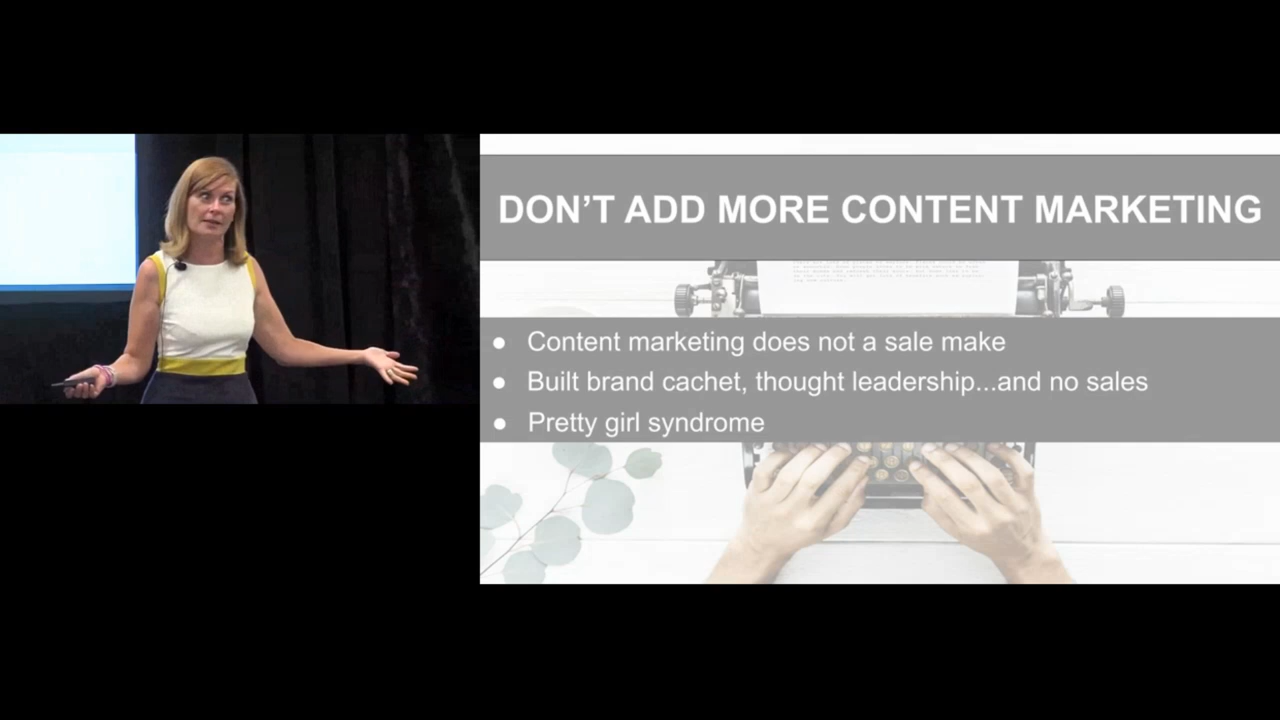 DON'T ADD MORE CONTENT MARKETING
● Content marketing does not a sale make
● Built brand cachet, thought leadership...and no sales
● Pretty girl syndrome